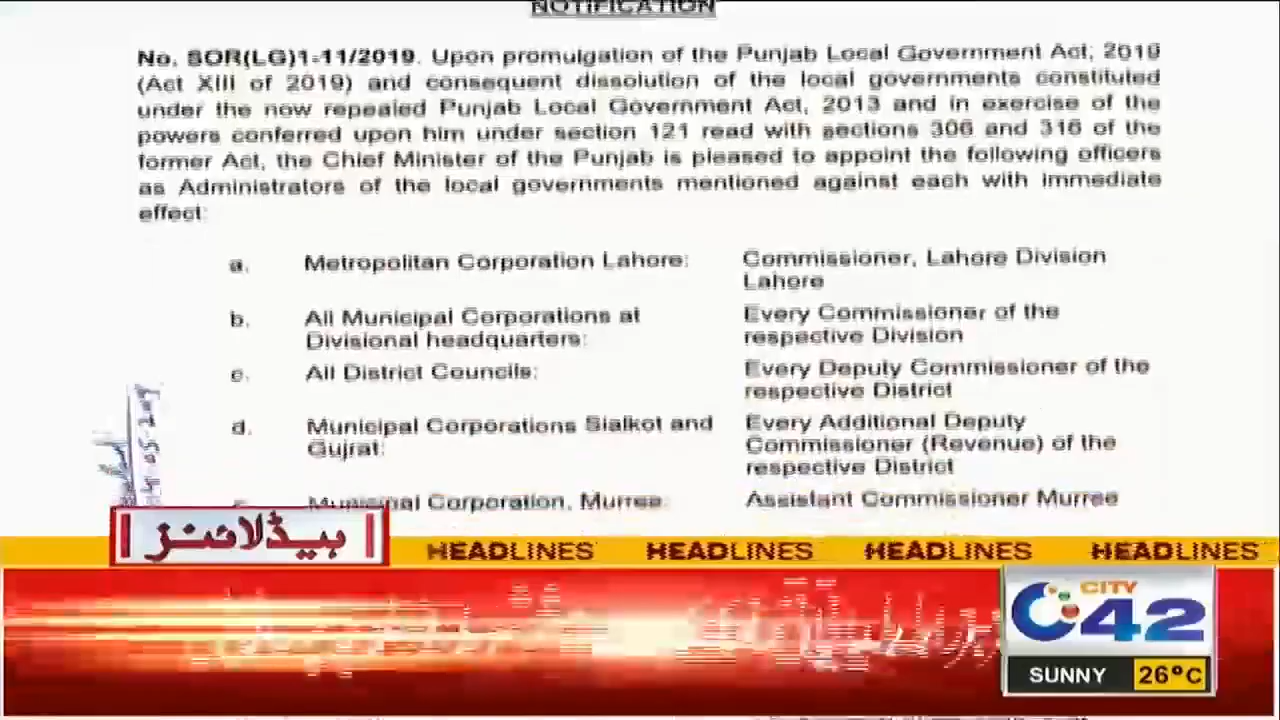 NOTIFICATION
No. SOR(LG)1-11/2019. Upon promulgation of the Punjab Local Government Act, 2019
(Act XIII of 2019) and consequent dissolution of the local governments constituted
under the now repealed Punjab Local Government Act, 2013 and in exercise of the
powers conferred upon him under section 121 read with sections 306 and 316 of the
former Act, the Chief Minister of the Punjab is pleased to appoint the following officers
as Administrators of the local governments mentioned against each with immediate
effect:
a. Metropolitan Corporation Lahore: Commissioner, Lahore Division
Lahore
b. All Municipal Corporations at Every Commissioner of the
Divisional headquarters: respective Division
c. All District Councils: Every Deputy Commissioner of the
respective District
d. Municipal Corporations Sialkot and Every Additional Deputy
Gujrat: Commissioner (Revenue) of the
respective District
Municipal Corporation, Murree: Assistant Commissioner Murree
ہیڈلائنز
HEADLINES HEADLINES HEADLINES HEADLINES
CITY
42
SUNNY 26°C